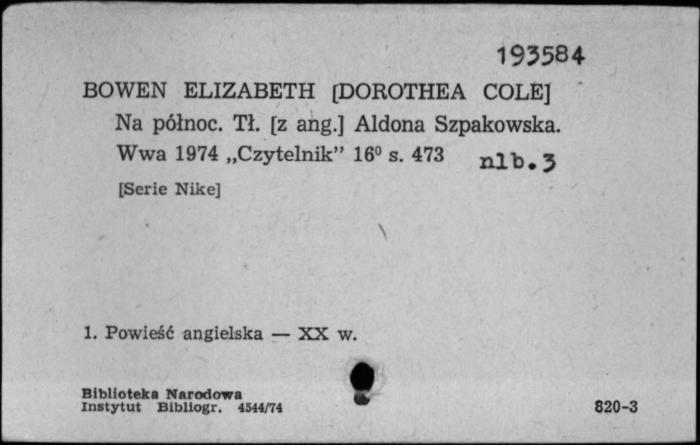 193584
BOWEN ELIZABETH [DOROTHEA COLE]
Na północ. Tł. [z ang.] Aldona Szpakowska.
Wwa 1974 „Czytelnik” 16⁰ s. 473 nlb. 3
[Serie Nike]
1. Powieść angielska — XX w.
Biblioteka Narodowa
Instytut Bibliogr. 4544/74 820-3